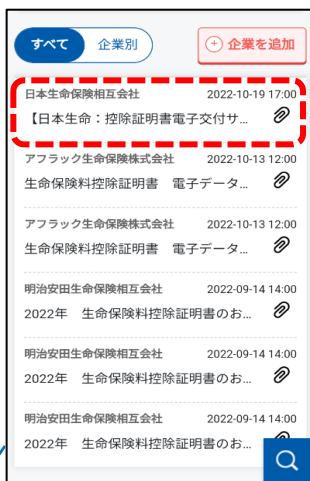 すべて 企業別 + 企業を追加
日本生命保険相互会社 2022-10-19 17:00
【日本生命：控除証明書電子交付サ...
アフラック生命保険株式会社 2022-10-13 12:00
生命保険料控除証明書　電子データ...
アフラック生命保険株式会社 2022-10-13 12:00
生命保険料控除証明書　電子データ...
明治安田生命保険相互会社 2022-09-14 14:00
2022年　生命保険料控除証明書のお...
明治安田生命保険相互会社 2022-09-14 14:00
2022年　生命保険料控除証明書のお...
明治安田生命保険相互会社 2022-09-14 14:00
2022年　生命保険料控除証明書のお...